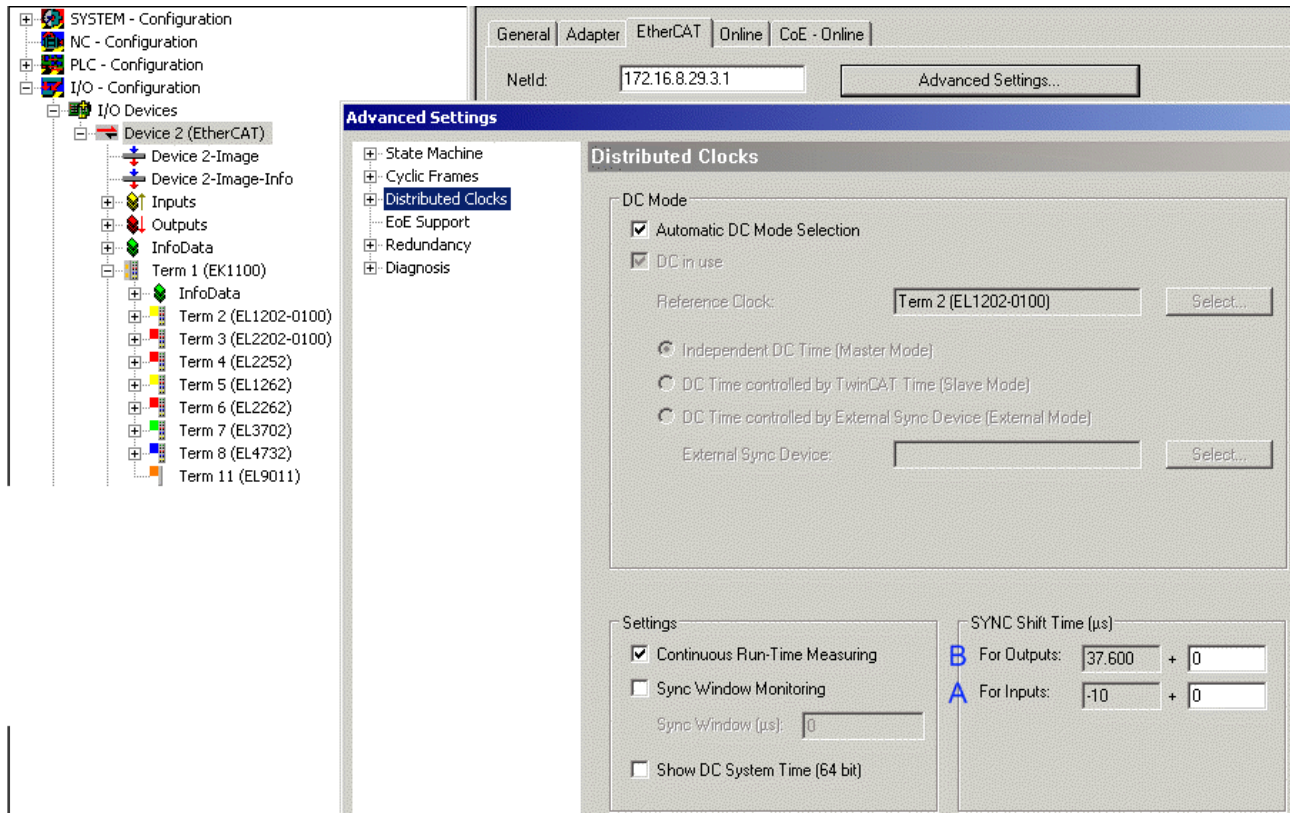 SYSTEM - Configuration
NC - Configuration
PLC - Configuration
I/O - Configuration
I/O Devices
Device 2 (EtherCAT)
Device 2-Image
Device 2-Image-Info
Inputs
Outputs
InfoData
Term 1 (EK1100)
InfoData
Term 2 (EL1202-0100)
Term 3 (EL2202-0100)
Term 4 (EL2252)
Term 5 (EL1262)
Term 6 (EL2262)
Term 7 (EL3702)
Term 8 (EL4732)
Term 11 (EL9011)
General Adapter EtherCAT Online CoE - Online
NetId: 172.16.8.29.3.1 Advanced Settings...
Advanced Settings
State Machine
Cyclic Frames
Distributed Clocks
EoE Support
Redundancy
Diagnosis
Distributed Clocks
DC Mode
Automatic DC Mode Selection
DC in use
Reference Clock: Term 2 (EL1202-0100) Select...
Independent DC Time (Master Mode)
DC Time controlled by TwinCAT Time (Slave Mode)
DC Time controlled by External Sync Device (External Mode)
External Sync Device: Select...
Settings
Continuous Run-Time Measuring
Sync Window Monitoring
Sync Window (µs): 0
Show DC System Time (64 bit)
SYNC Shift Time (µs)
B For Outputs: 37.600 + 0
A For Inputs: -10 + 0